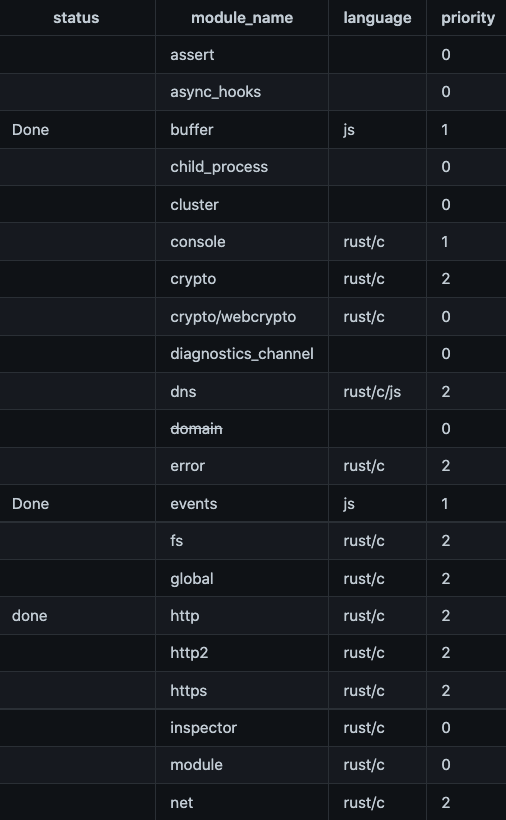 status module_name language priority
assert 0
async_hooks 0
Done buffer js 1
child_process 0
cluster 0
console rust/c 1
crypto rust/c 2
crypto/webcrypto rust/c 0
diagnostics_channel 0
dns rust/c/js 2
domain 0
error rust/c 2
Done events js 1
fs rust/c 2
global rust/c 2
done http rust/c 2
http2 rust/c 2
https rust/c 2
inspector rust/c 0
module rust/c 0
net rust/c 2